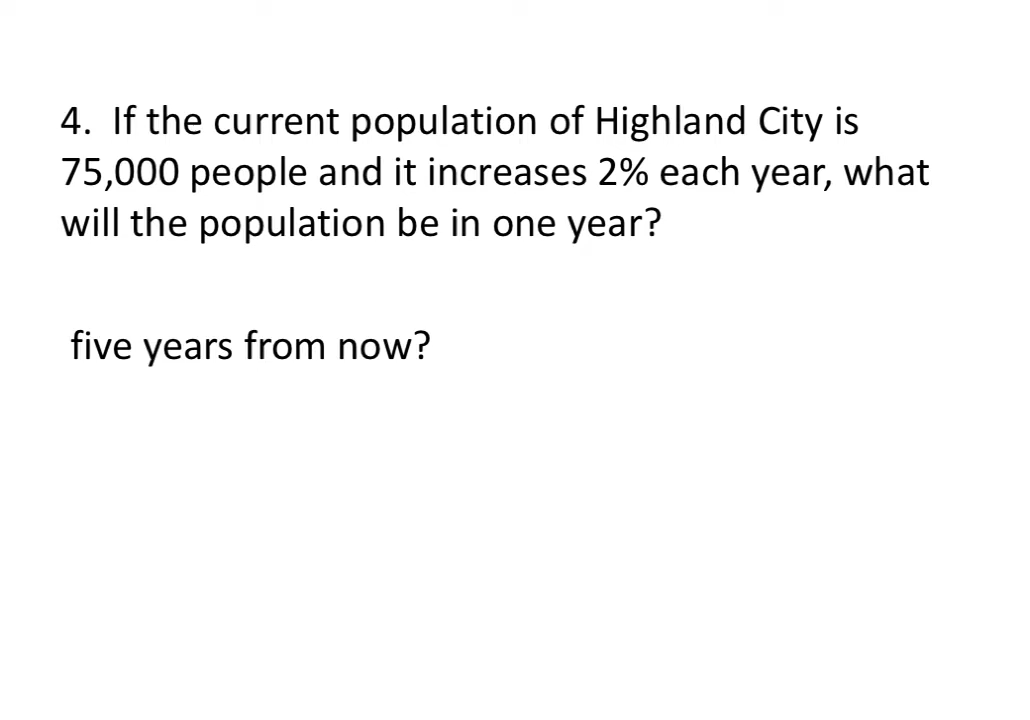 4.  If the current population of Highland City is
75,000 people and it increases 2% each year, what
will the population be in one year?
five years from now?